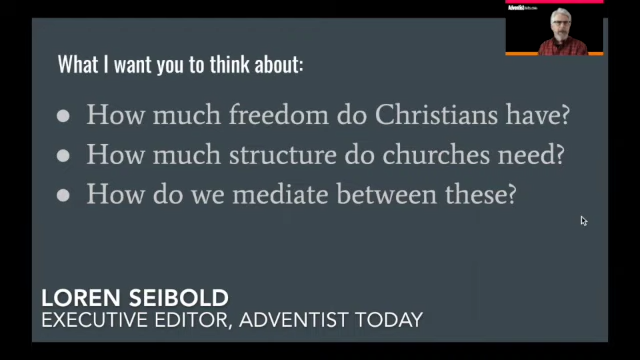 Adventist
What I want you to think about:
● How much freedom do Christians have?
● How much structure do churches need?
● How do we mediate between these?
LOREN SEIBOLD
EXECUTIVE EDITOR, ADVENTIST TODAY